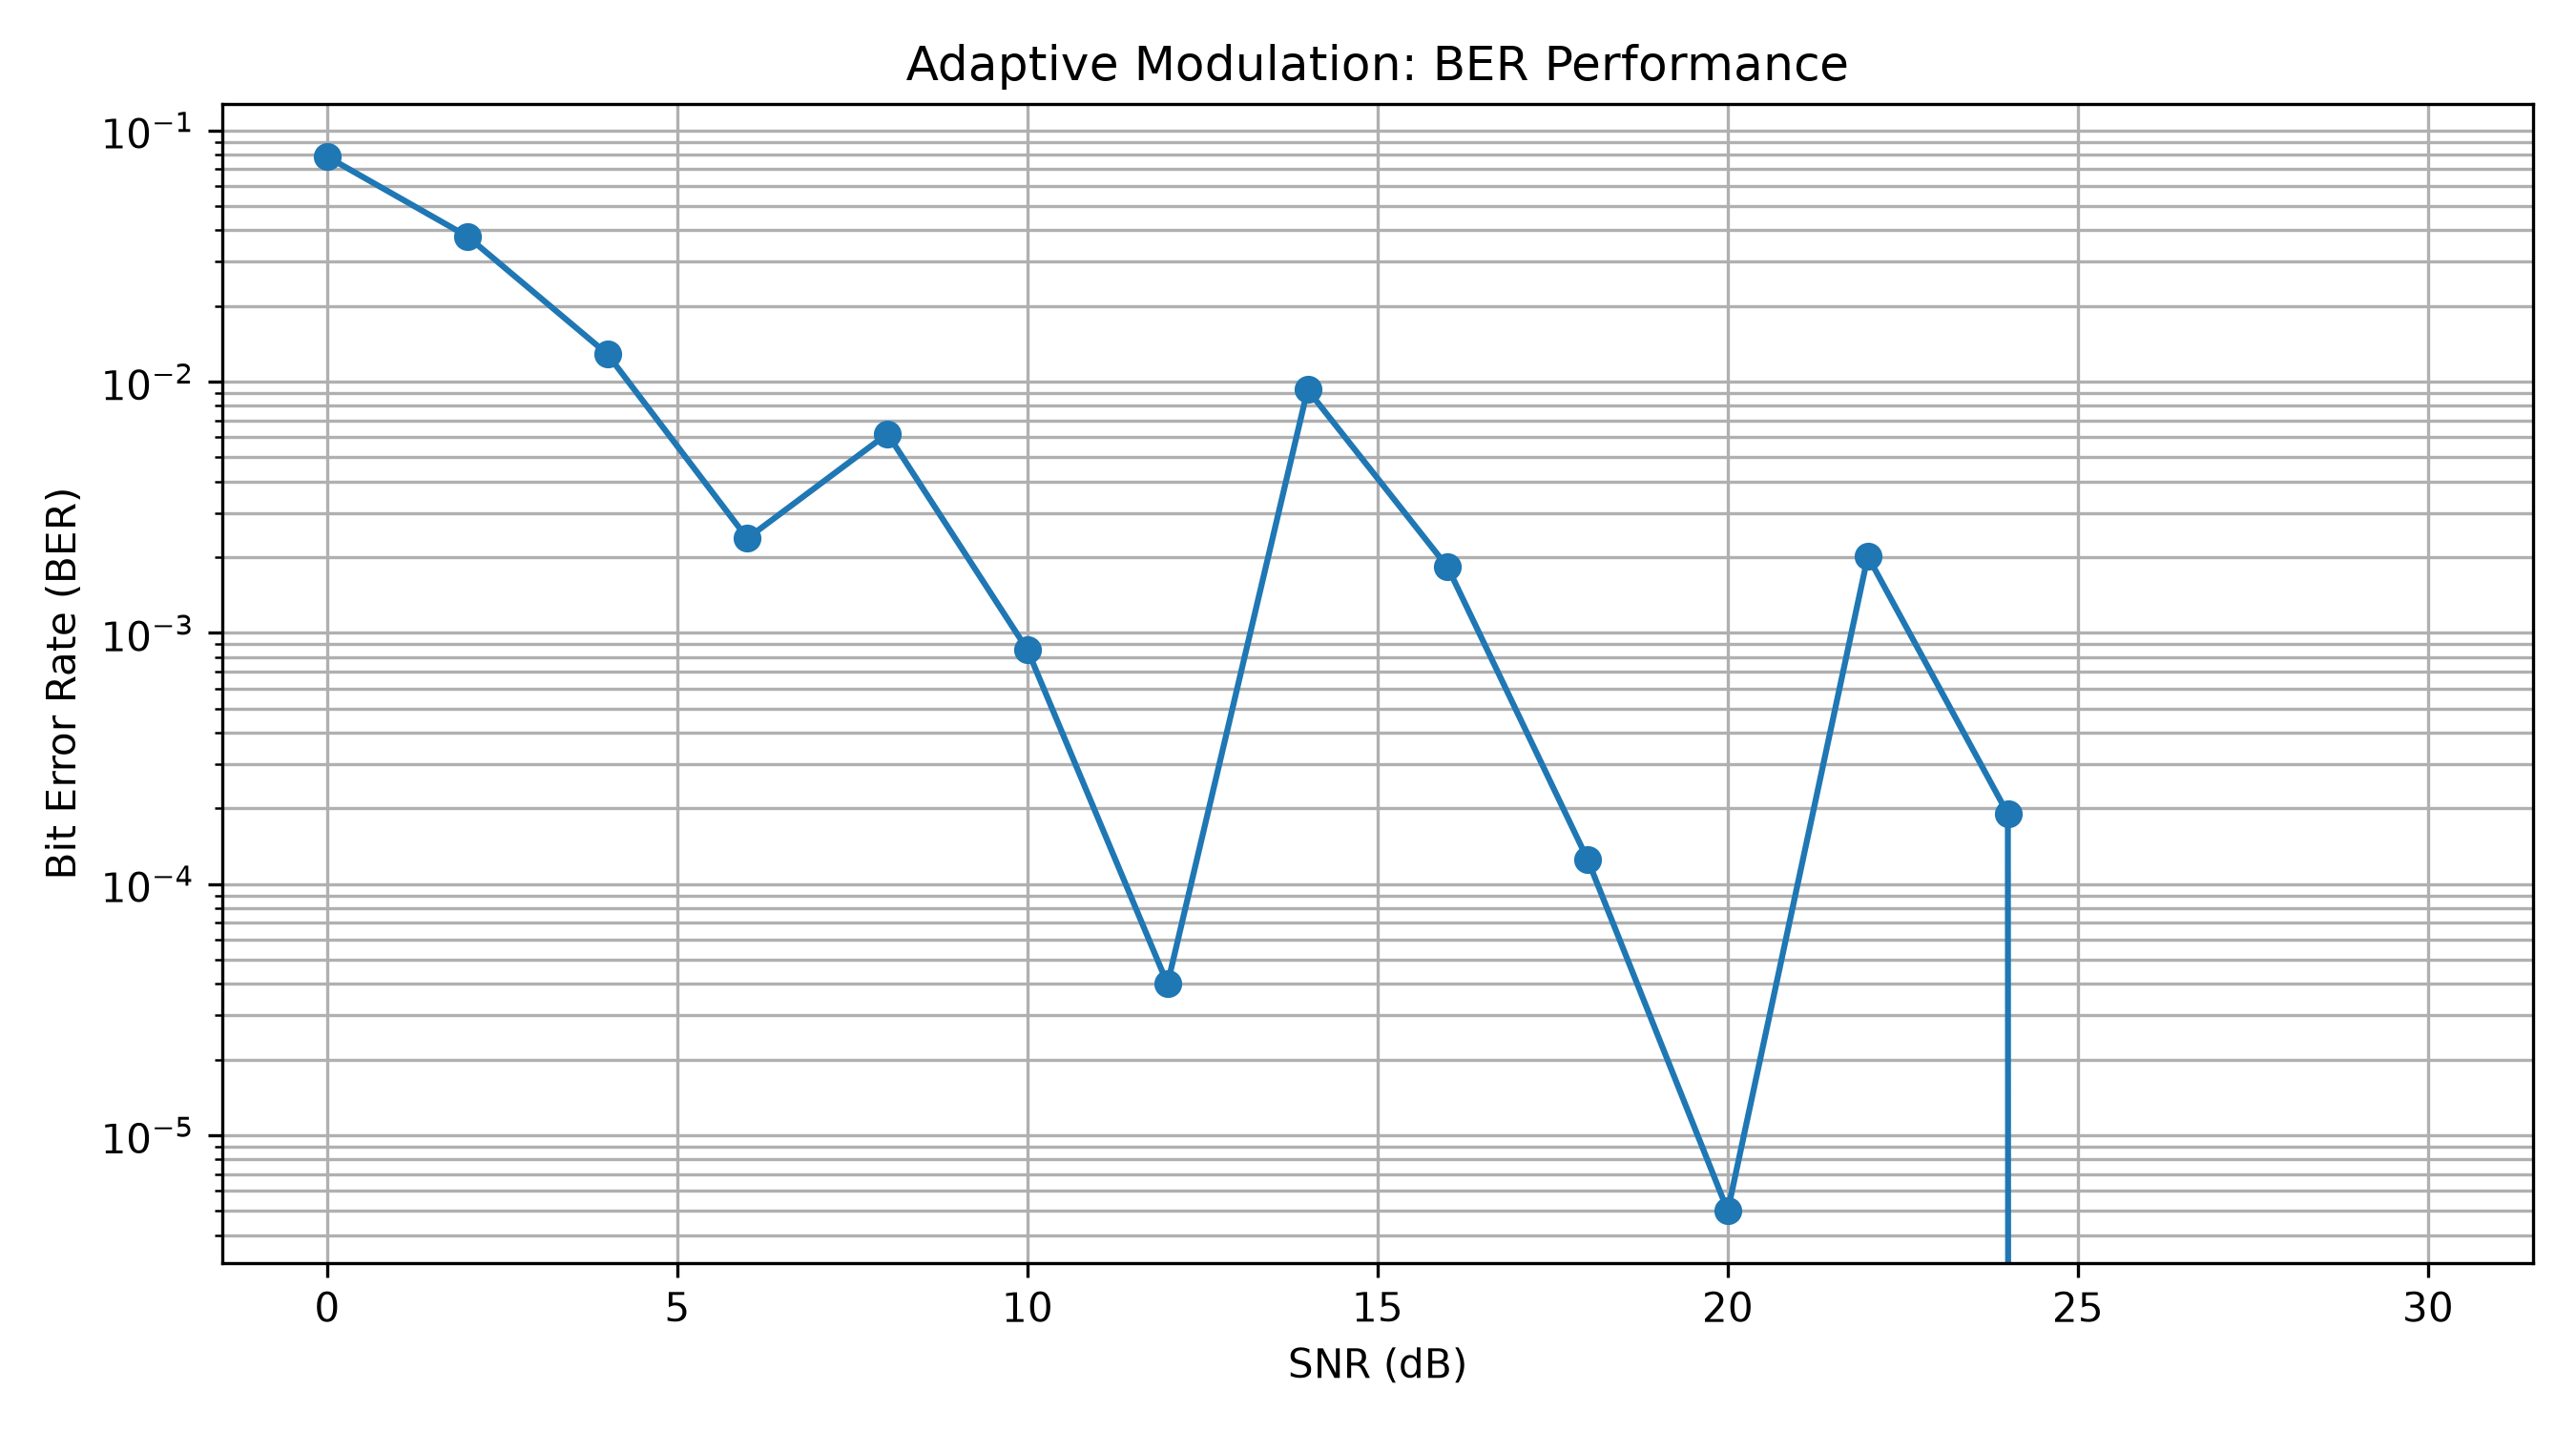 Adaptive Modulation: BER Performance
Bit Error Rate (BER)
10⁻¹
10⁻²
10⁻³
10⁻⁴
10⁻⁵
0 5 10 15 20 25 30
SNR (dB)